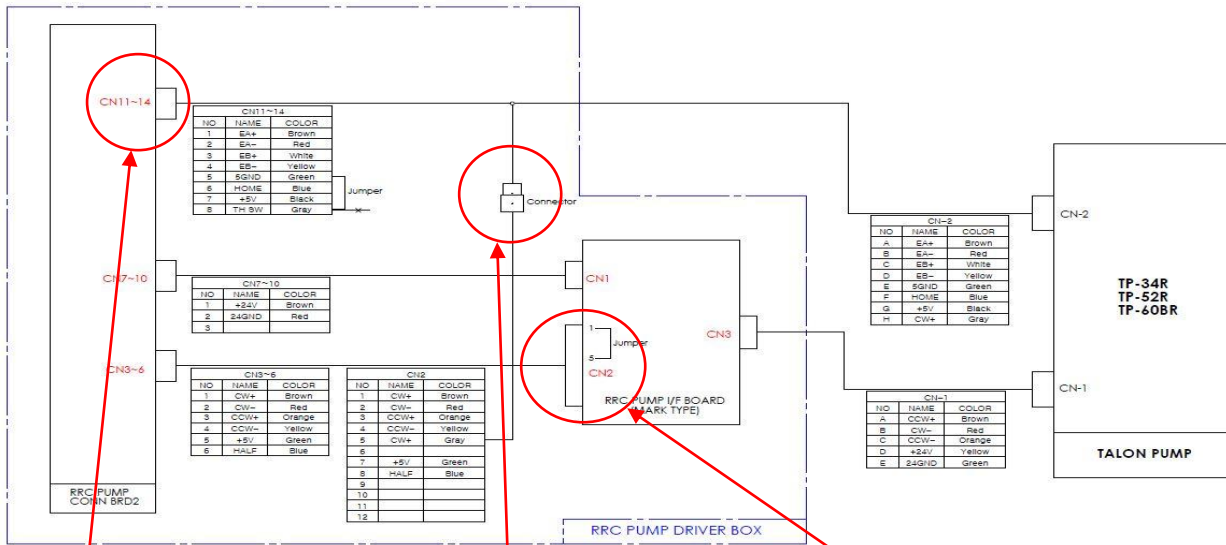 CN11~14
CN11~14
NO NAME COLOR
1 EA+ Brown
2 EA- Red
3 EB+ White
4 EB- Yellow
5 5GND Green
6 HOME Blue
7 +5V Black
8 TH SW Gray
Jumper
Connector
CN7~10
CN7~10
NO NAME COLOR
1 +24V Brown
2 24GND Red
3
CN3~6
CN3~6
NO NAME COLOR
1 CW+ Brown
2 CW- Red
3 CCW+ Orange
4 CCW- Yellow
5 +5V Green
6 HALF Blue
CN2
NO NAME COLOR
1 CW+ Brown
2 CW- Red
3 CCW+ Orange
4 CCW- Yellow
5 CW+ Gray
6
7 +5V Green
8 HALF Blue
9
10
11
12
CN1
1
Jumper
5
CN2
CN3
RRC PUMP I/F BOARD
(MARK TYPE)
RRC PUMP
CONN BRD2
RRC PUMP DRIVER BOX
CN-2
NO NAME COLOR
A EA+ Brown
B EA- Red
C EB+ White
D EB- Yellow
E 5GND Green
F HOME Blue
G +5V Black
H CW+ Gray
CN-2
TP-34R
TP-52R
TP-60BR
CN-1
CN-1
NO NAME COLOR
A CCW+ Brown
B CW- Red
C CCW- Orange
D +24V Yellow
E 24GND Green
TALON PUMP